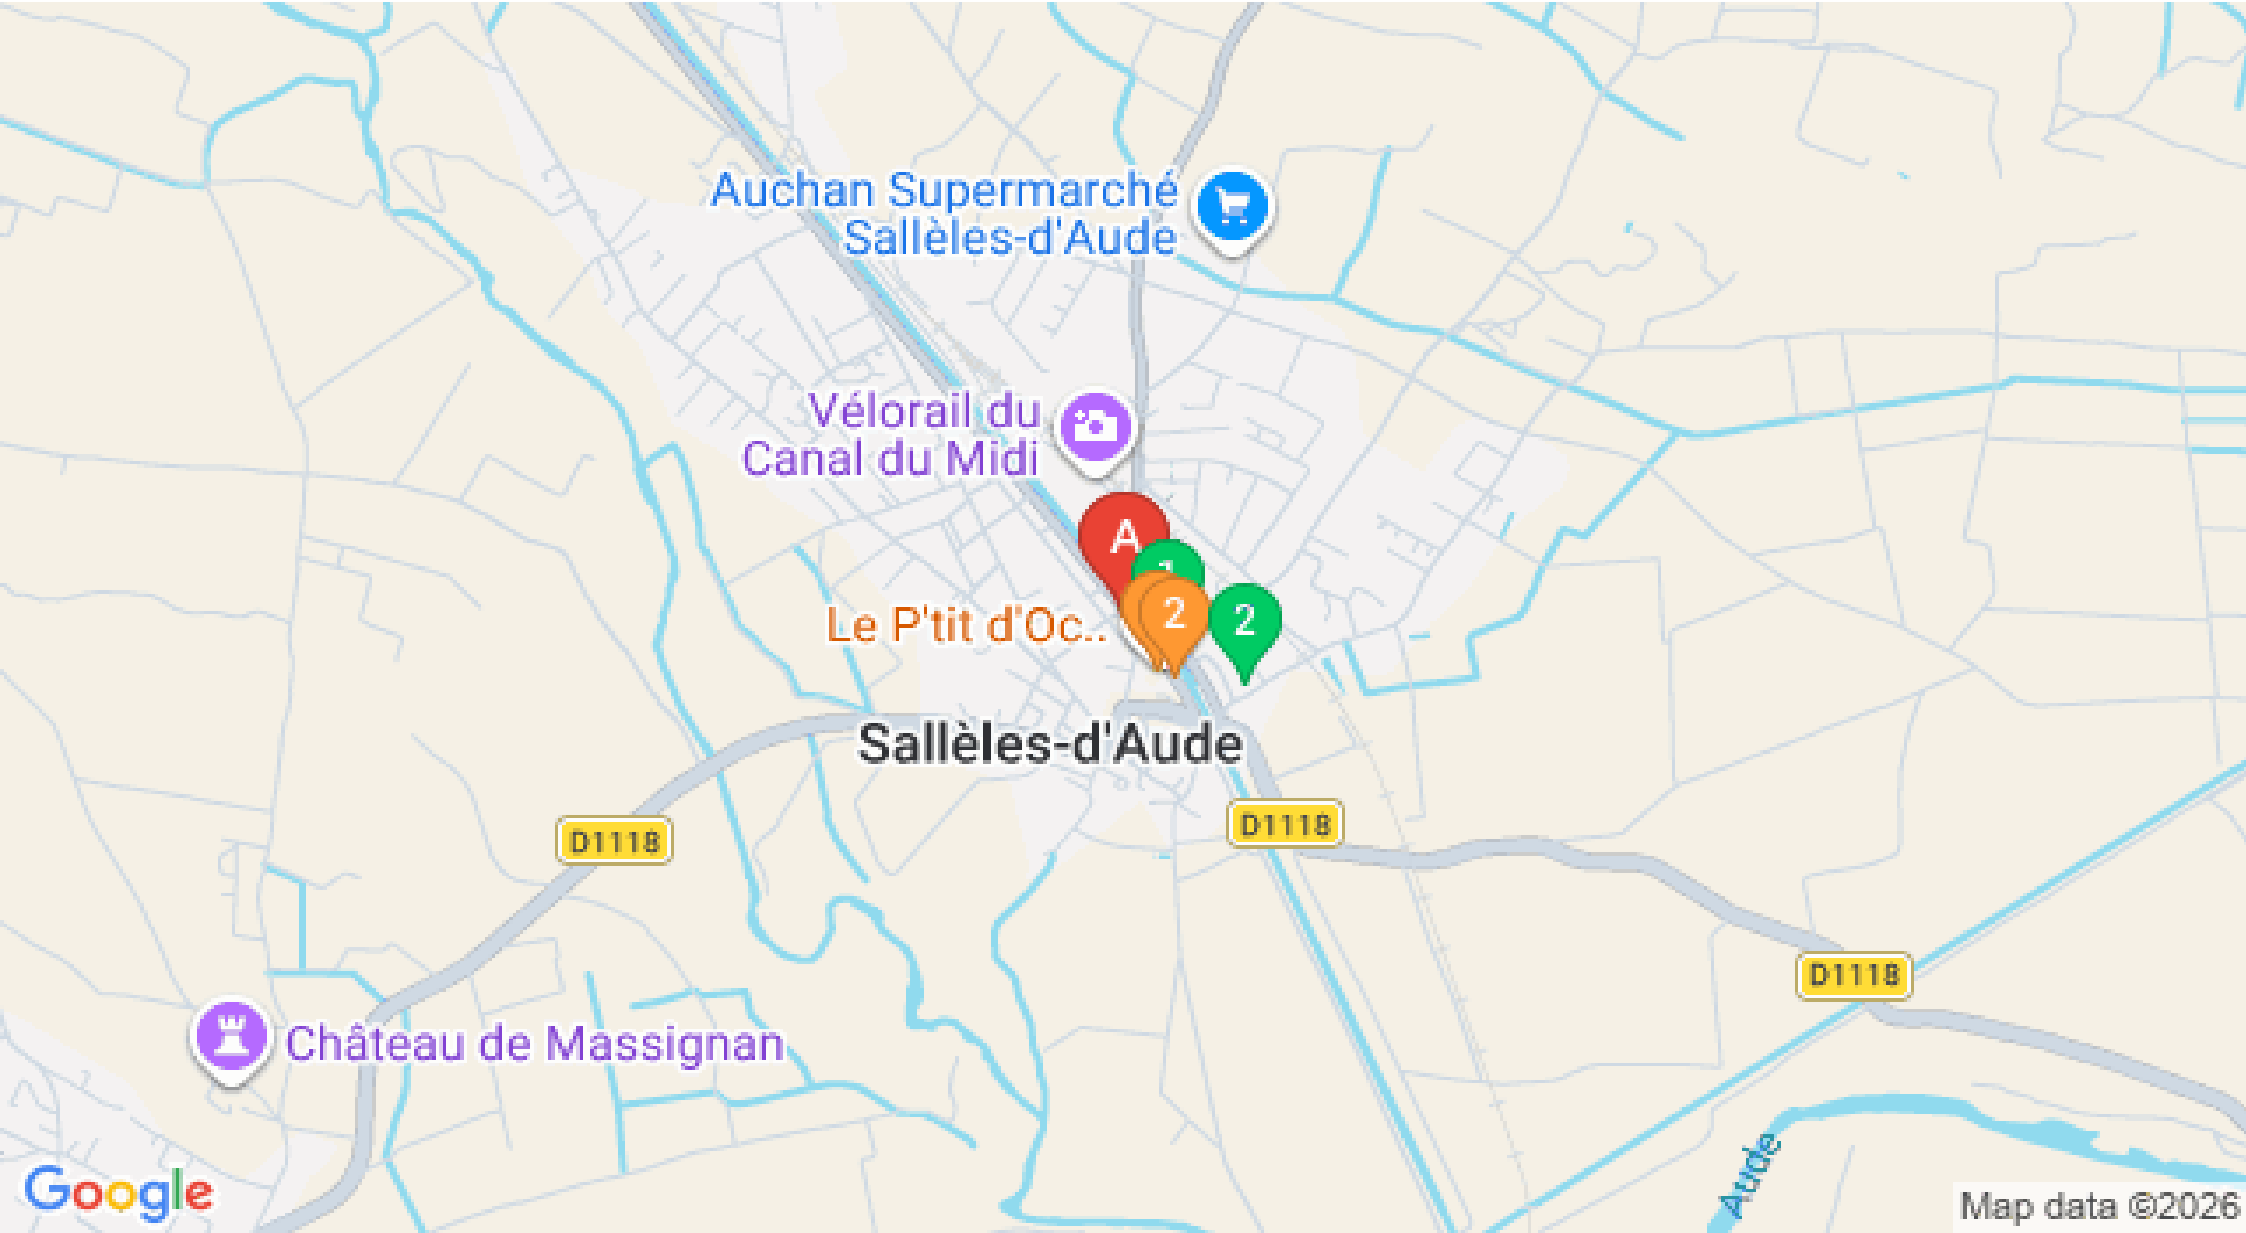 Auchan Supermarché
Sallèles-d'Aude
Vélorail du
Canal du Midi
A
1
2
2
Le P'tit d'Oc..
Sallèles-d'Aude
D1118
D1118
D1118
Château de Massignan
Aude
Google
Map data ©2026